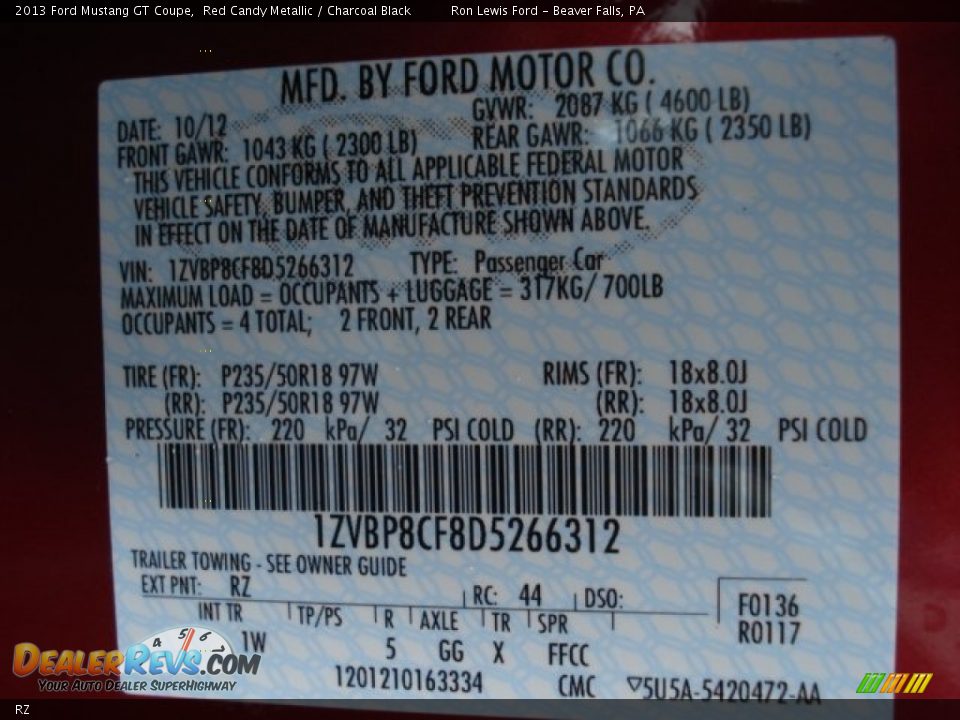 2013 Ford Mustang GT Coupe, Red Candy Metallic / Charcoal Black Ron Lewis Ford - Beaver Falls, PA
MFD. BY FORD MOTOR CO.
DATE: 10/12 GVWR: 2087 KG ( 4600 LB)
FRONT GAWR: 1043 KG ( 2300 LB) REAR GAWR: 1066 KG ( 2350 LB)
THIS VEHICLE CONFORMS TO ALL APPLICABLE FEDERAL MOTOR
VEHICLE SAFETY, BUMPER, AND THEFT PREVENTION STANDARDS
IN EFFECT ON THE DATE OF MANUFACTURE SHOWN ABOVE.
VIN: 1ZVBP8CF8D5266312 TYPE: Passenger Car
MAXIMUM LOAD = OCCUPANTS + LUGGAGE = 317KG/ 700LB
OCCUPANTS = 4 TOTAL; 2 FRONT, 2 REAR
TIRE (FR): P235/50R18 97W RIMS (FR): 18x8.0J
(RR): P235/50R18 97W (RR): 18x8.0J
PRESSURE (FR): 220 kPa/ 32 PSI COLD (RR): 220 kPa/ 32 PSI COLD
1ZVBP8CF8D5266312
TRAILER TOWING - SEE OWNER GUIDE
EXT PNT: RZ RC: 44 DSO: F0136
INT TR TP/PS R AXLE TR SPR R0117
1W 5 GG X FFCC
1201210163334 CMC 5U5A-5420472-AA
4 5 6
DEALERREVS.COM
YOUR AUTO DEALER SUPERHIGHWAY
RZ